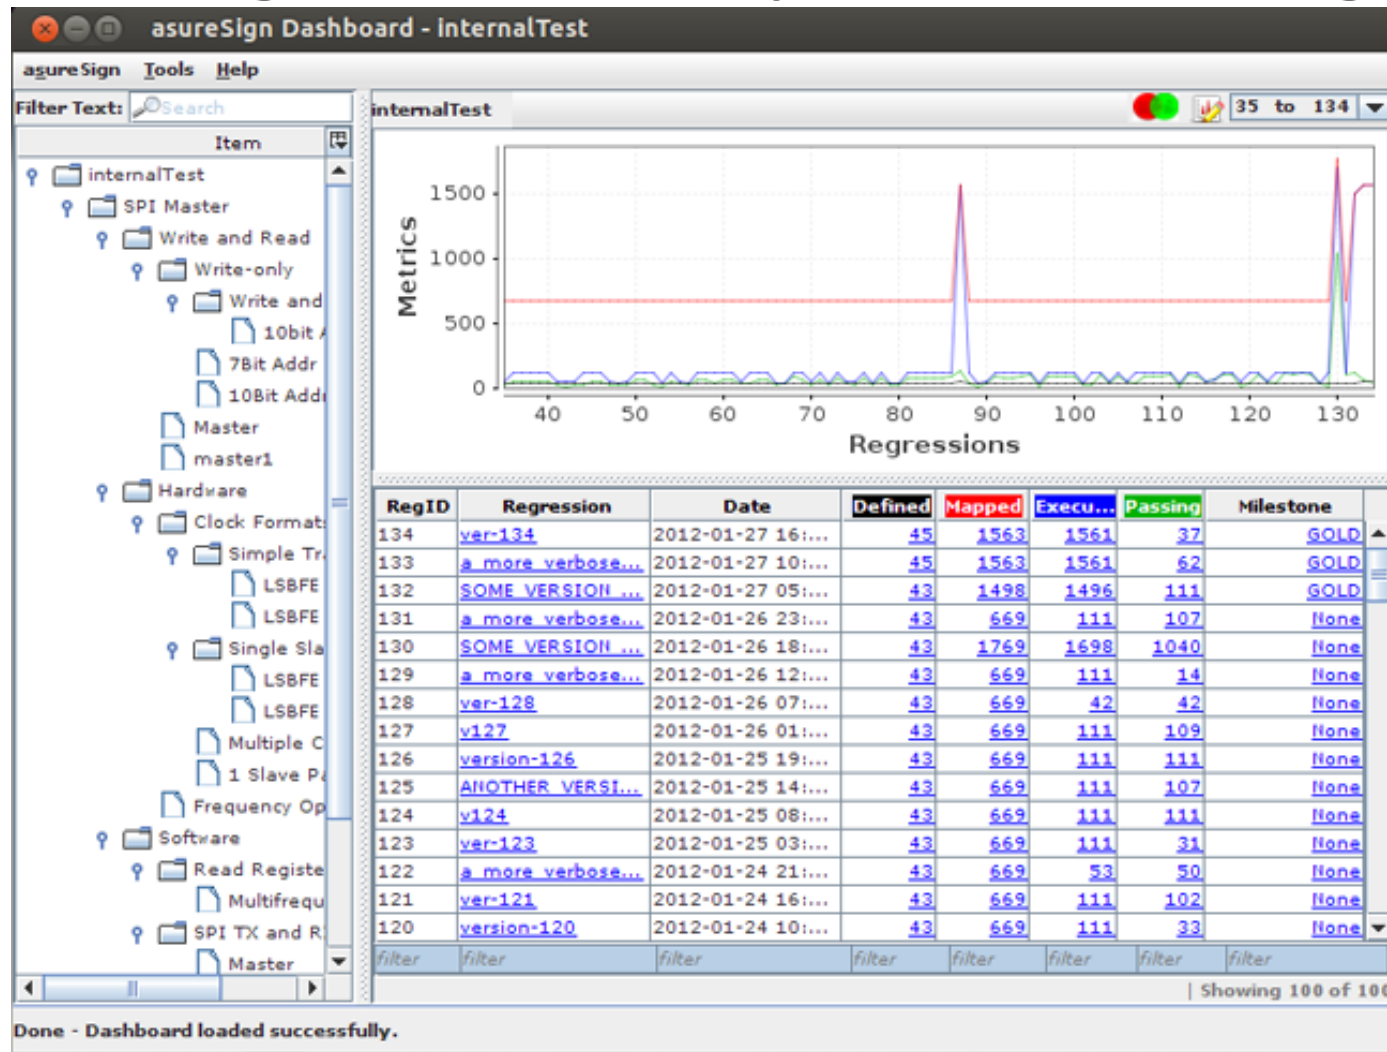 asureSign Dashboard - internalTest
asureSign Tools Help
Filter Text: Search
Item
internalTest
SPI Master
Write and Read
Write-only
Write and
10bit
7Bit Addr
10Bit Addr
Master
master1
Hardware
Clock Format
Simple Tr
LSBFE
LSBFE
Single Sla
LSBFE
LSBFE
Multiple C
1 Slave Pa
Frequency Op
Software
Read Registe
Multifrequ
SPI TX and R
Master
internalTest
35 to 134
Metrics
1500
1000
500
0
40 50 60 70 80 90 100 110 120 130
Regressions
RegID Regression Date Defined Mapped Execu... Passing Milestone
134 ver-134 2012-01-27 16:... 45 1563 1561 37 GOLD
133 a more verbose... 2012-01-27 10:... 45 1563 1561 62 GOLD
132 SOME VERSION ... 2012-01-27 05:... 43 1498 1496 111 GOLD
131 a more verbose... 2012-01-26 23:... 43 669 111 107 None
130 SOME VERSION ... 2012-01-26 18:... 43 1769 1698 1040 None
129 a more verbose... 2012-01-26 12:... 43 669 111 14 None
128 ver-128 2012-01-26 07:... 43 669 42 42 None
127 v127 2012-01-26 01:... 43 669 111 109 None
126 version-126 2012-01-25 19:... 43 669 111 111 None
125 ANOTHER VERSI... 2012-01-25 14:... 43 669 111 107 None
124 v124 2012-01-25 08:... 43 669 111 111 None
123 ver-123 2012-01-25 03:... 43 669 111 31 None
122 a more verbose... 2012-01-24 21:... 43 669 53 50 None
121 ver-121 2012-01-24 16:... 43 669 111 102 None
120 version-120 2012-01-24 10:... 43 669 111 33 None
filter filter filter filter filter filter filter filter
Showing 100 of 100
Done - Dashboard loaded successfully.